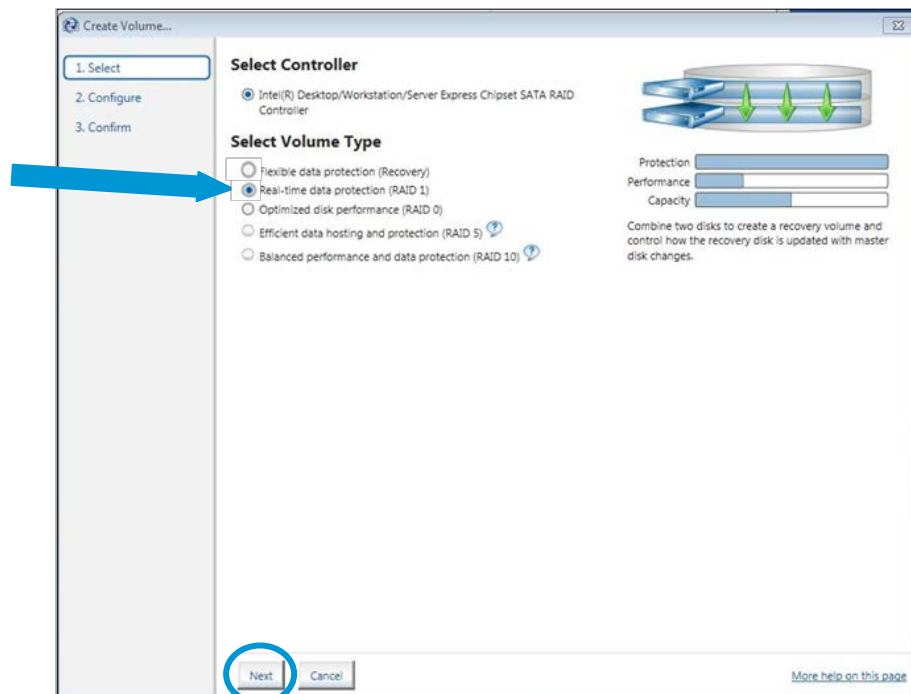 Create Volume...
1. Select
2. Configure
3. Confirm
Select Controller
Intel(R) Desktop/Workstation/Server Express Chipset SATA RAID
Controller
Select Volume Type
Flexible data protection (Recovery)
Real-time data protection (RAID 1)
Optimized disk performance (RAID 0)
Efficient data hosting and protection (RAID 5) ?
Balanced performance and data protection (RAID 10) ?
Protection
Performance
Capacity
Combine two disks to create a recovery volume and
control how the recovery disk is updated with master
disk changes.
Next
Cancel
More help on this page